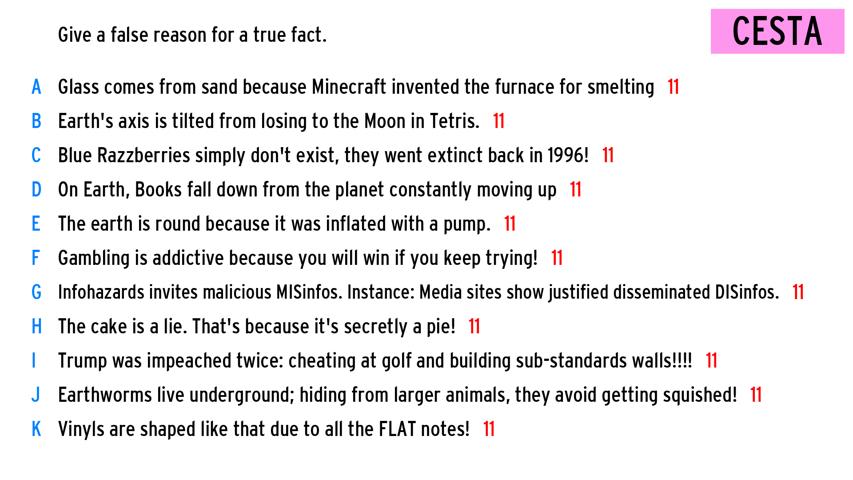 Give a false reason for a true fact.
CESTA
A Glass comes from sand because Minecraft invented the furnace for smelting 11
B Earth's axis is tilted from losing to the Moon in Tetris. 11
C Blue Razzberries simply don't exist, they went extinct back in 1996! 11
D On Earth, Books fall down from the planet constantly moving up 11
E The earth is round because it was inflated with a pump. 11
F Gambling is addictive because you will win if you keep trying! 11
G Infohazards invites malicious MISinfos. Instance: Media sites show justified disseminated DISinfos. 11
H The cake is a lie. That's because it's secretly a pie! 11
I Trump was impeached twice: cheating at golf and building sub-standards walls!!!! 11
J Earthworms live underground; hiding from larger animals, they avoid getting squished! 11
K Vinyls are shaped like that due to all the FLAT notes! 11